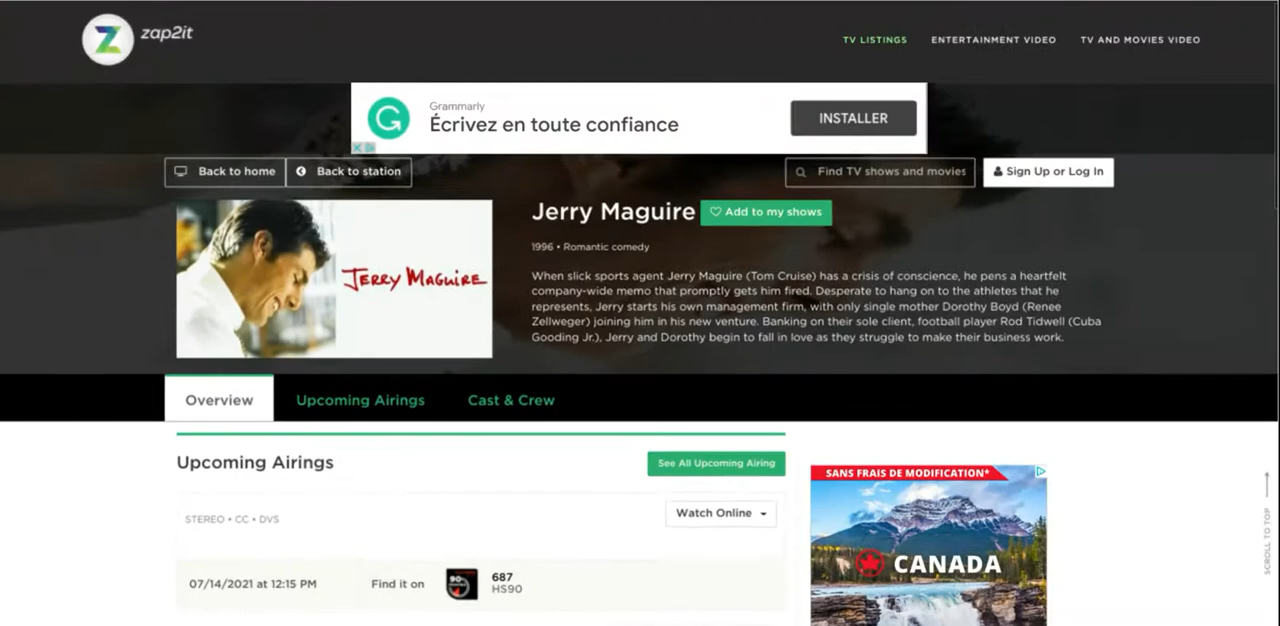 zap2it
TV LISTINGS
ENTERTAINMENT VIDEO
TV AND MOVIES VIDEO
Grammarly
Écrivez en toute confiance
INSTALLER
Back to home
Back to station
Find TV shows and movies
Sign Up or Log In
JERRY MAGUIRE
Jerry Maguire
Add to my shows
1996 • Romantic comedy
When slick sports agent Jerry Maguire (Tom Cruise) has a crisis of conscience, he pens a heartfelt
company-wide memo that promptly gets him fired. Desperate to hang on to the athletes that he
represents, Jerry starts his own management firm, with only single mother Dorothy Boyd (Renee
Zellweger) joining him in his new venture. Banking on their sole client, football player Rod Tidwell (Cuba
Gooding Jr.), Jerry and Dorothy begin to fall in love as they struggle to make their business work.
Overview
Upcoming Airings
Cast & Crew
Upcoming Airings
See All Upcoming Airing
STEREO • CC • DVS
Watch Online
07/14/2021 at 12:15 PM
Find it on
687
HS90
SANS FRAIS DE MODIFICATION*
CANADA
SCROLL TO TOP